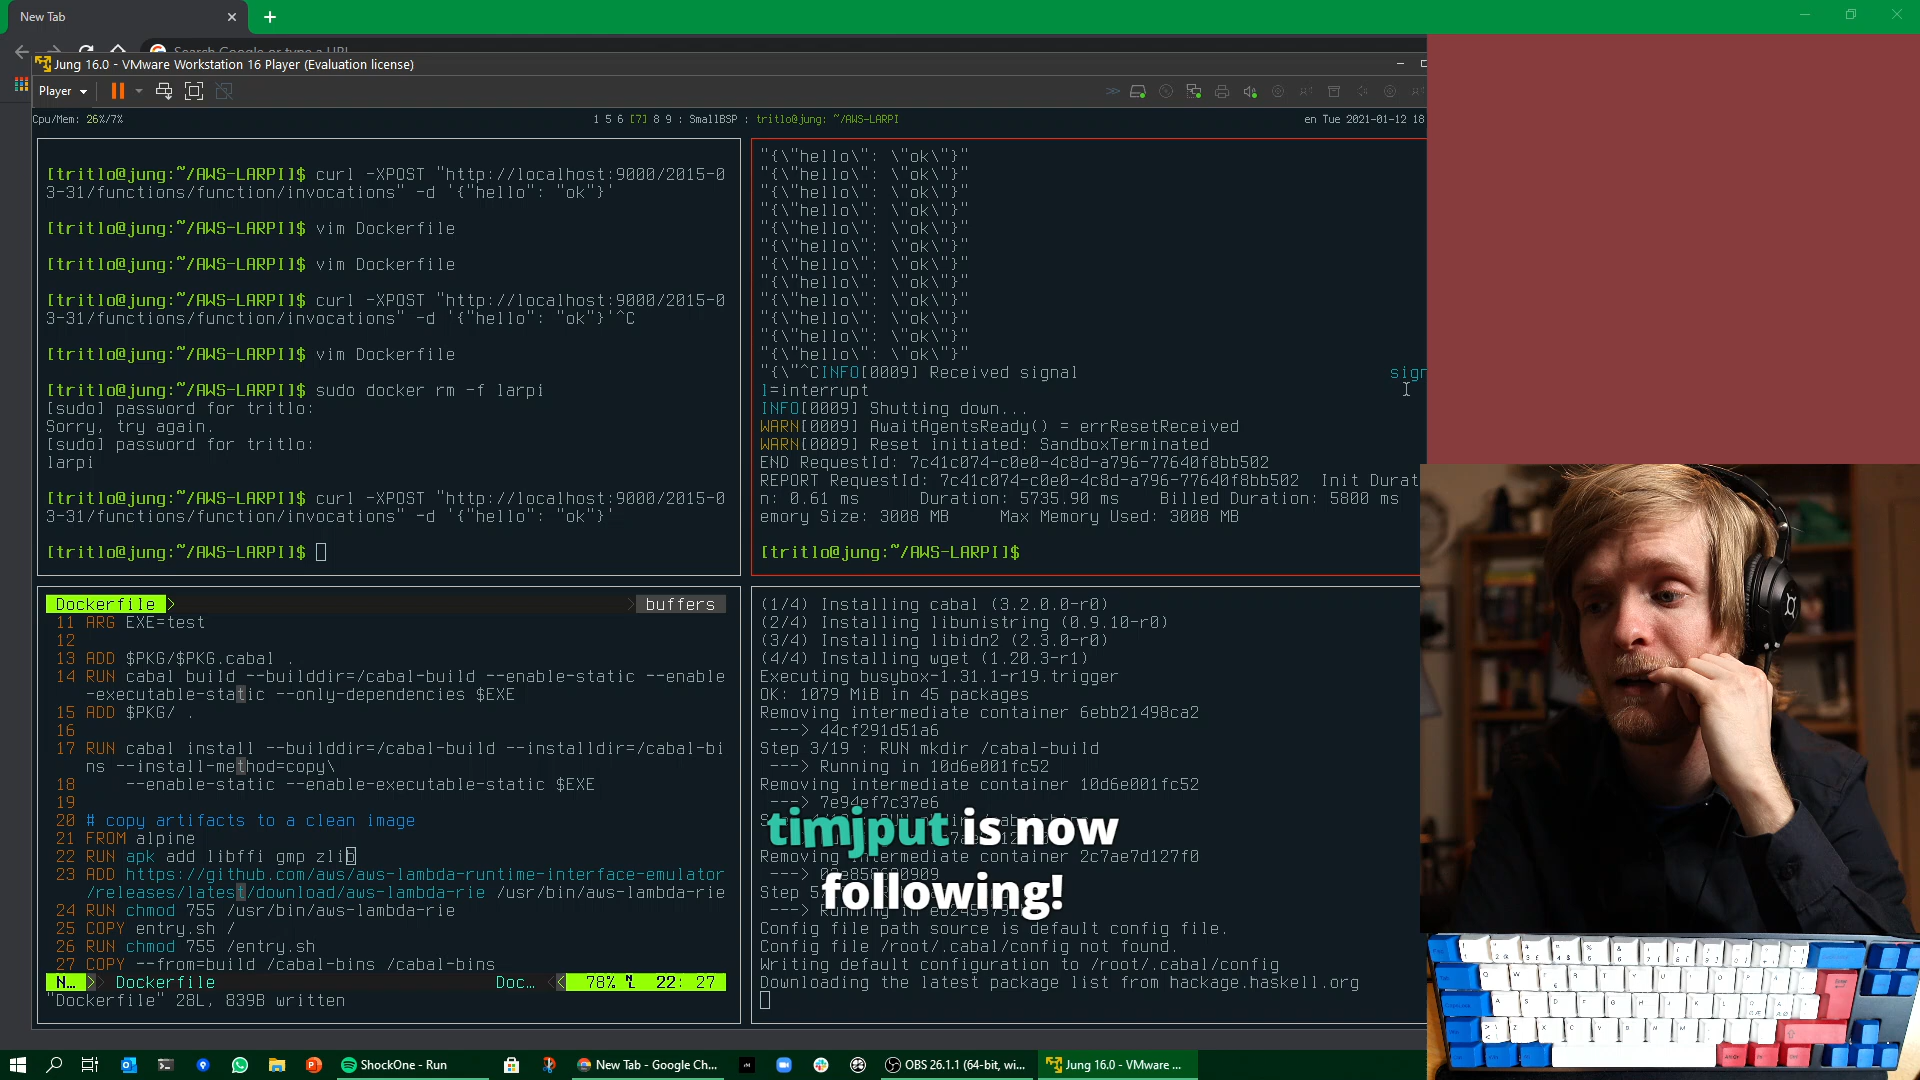 New Tab
Search Google or type a URL
Jung 16.0 - VMware Workstation 16 Player (Evaluation license)
Player
Cpu/Mem: 26%/7%
1 5 6 [7] 8 9 : SmallBSP : tritlo@jung: ~/AWS-LARPI
en Tue 2021-01-12 18
[tritlo@jung:~/AWS-LARPI]$ curl -XPOST "http://localhost:9000/2015-0
3-31/functions/function/invocations" -d '{"hello": "ok"}'
[tritlo@jung:~/AWS-LARPI]$ vim Dockerfile
[tritlo@jung:~/AWS-LARPI]$ vim Dockerfile
[tritlo@jung:~/AWS-LARPI]$ curl -XPOST "http://localhost:9000/2015-0
3-31/functions/function/invocations" -d '{"hello": "ok"}'^C
[tritlo@jung:~/AWS-LARPI]$ vim Dockerfile
[tritlo@jung:~/AWS-LARPI]$ sudo docker rm -f larpi
[sudo] password for tritlo:
Sorry, try again.
[sudo] password for tritlo:
larpi
[tritlo@jung:~/AWS-LARPI]$ curl -XPOST "http://localhost:9000/2015-0
3-31/functions/function/invocations" -d '{"hello": "ok"}'
[tritlo@jung:~/AWS-LARPI]$
"{\"hello\": \"ok\"}"
"{\"hello\": \"ok\"}"
"{\"hello\": \"ok\"}"
"{\"hello\": \"ok\"}"
"{\"hello\": \"ok\"}"
"{\"hello\": \"ok\"}"
"{\"hello\": \"ok\"}"
"{\"hello\": \"ok\"}"
"{\"hello\": \"ok\"}"
"{\"hello\": \"ok\"}"
"{\"hello\": \"ok\"}"
"{\"hello\": \"ok\"}"
"{\"^CINFO[0009] Received signal sign
l=interrupt
INFO[0009] Shutting down...
WARN[0009] AwaitAgentsReady() = errResetReceived
WARN[0009] Reset initiated: SandboxTerminated
END RequestId: 7c41c074-c0e0-4c8d-a796-77640f8bb502
REPORT RequestId: 7c41c074-c0e0-4c8d-a796-77640f8bb502 Init Durat
n: 0.61 ms Duration: 5735.90 ms Billed Duration: 5800 ms
emory Size: 3008 MB Max Memory Used: 3008 MB
[tritlo@jung:~/AWS-LARPI]$
Dockerfile buffers
11 ARG EXE=test
12
13 ADD $PKG/$PKG.cabal .
14 RUN cabal build --builddir=/cabal-build --enable-static --enable
-executable-static --only-dependencies $EXE
15 ADD $PKG/ .
16
17 RUN cabal install --builddir=/cabal-build --installdir=/cabal-bi
ns --install-method=copy\
18 --enable-static --enable-executable-static $EXE
19
20 # copy artifacts to a clean image
21 FROM alpine
22 RUN apk add libffi gmp zlib
23 ADD https://github.com/aws/aws-lambda-runtime-interface-emulator
/releases/latest/download/aws-lambda-rie /usr/bin/aws-lambda-rie
24 RUN chmod 755 /usr/bin/aws-lambda-rie
25 COPY entry.sh /
26 RUN chmod 755 /entry.sh
27 COPY --from=build /cabal-bins /cabal-bins
N... Dockerfile Doc... 78% 22: 27
"Dockerfile" 28L, 839B written
(1/4) Installing cabal (3.2.0.0-r0)
(2/4) Installing libunistring (0.9.10-r0)
(3/4) Installing libidn2 (2.3.0-r0)
(4/4) Installing wget (1.20.3-r1)
Executing busybox-1.31.1-r19.trigger
OK: 1079 MiB in 45 packages
Removing intermediate container 6ebb21498ca2
---> 44cf291d51a6
Step 3/19 : RUN mkdir /cabal-build
---> Running in 10d6e001fc52
Removing intermediate container 10d6e001fc52
---> 7e94ef7c37e6
Removing intermediate container 2c7ae7d127f0
Config file path source is default config file.
Config file /root/.cabal/config not found.
Writing default configuration to /root/.cabal/config
Downloading the latest package list from hackage.haskell.org
timjput is now
following!
ShockOne - Run
New Tab - Google Ch...
OBS 26.1.1 (64-bit, wi...
Jung 16.0 - VMware ...